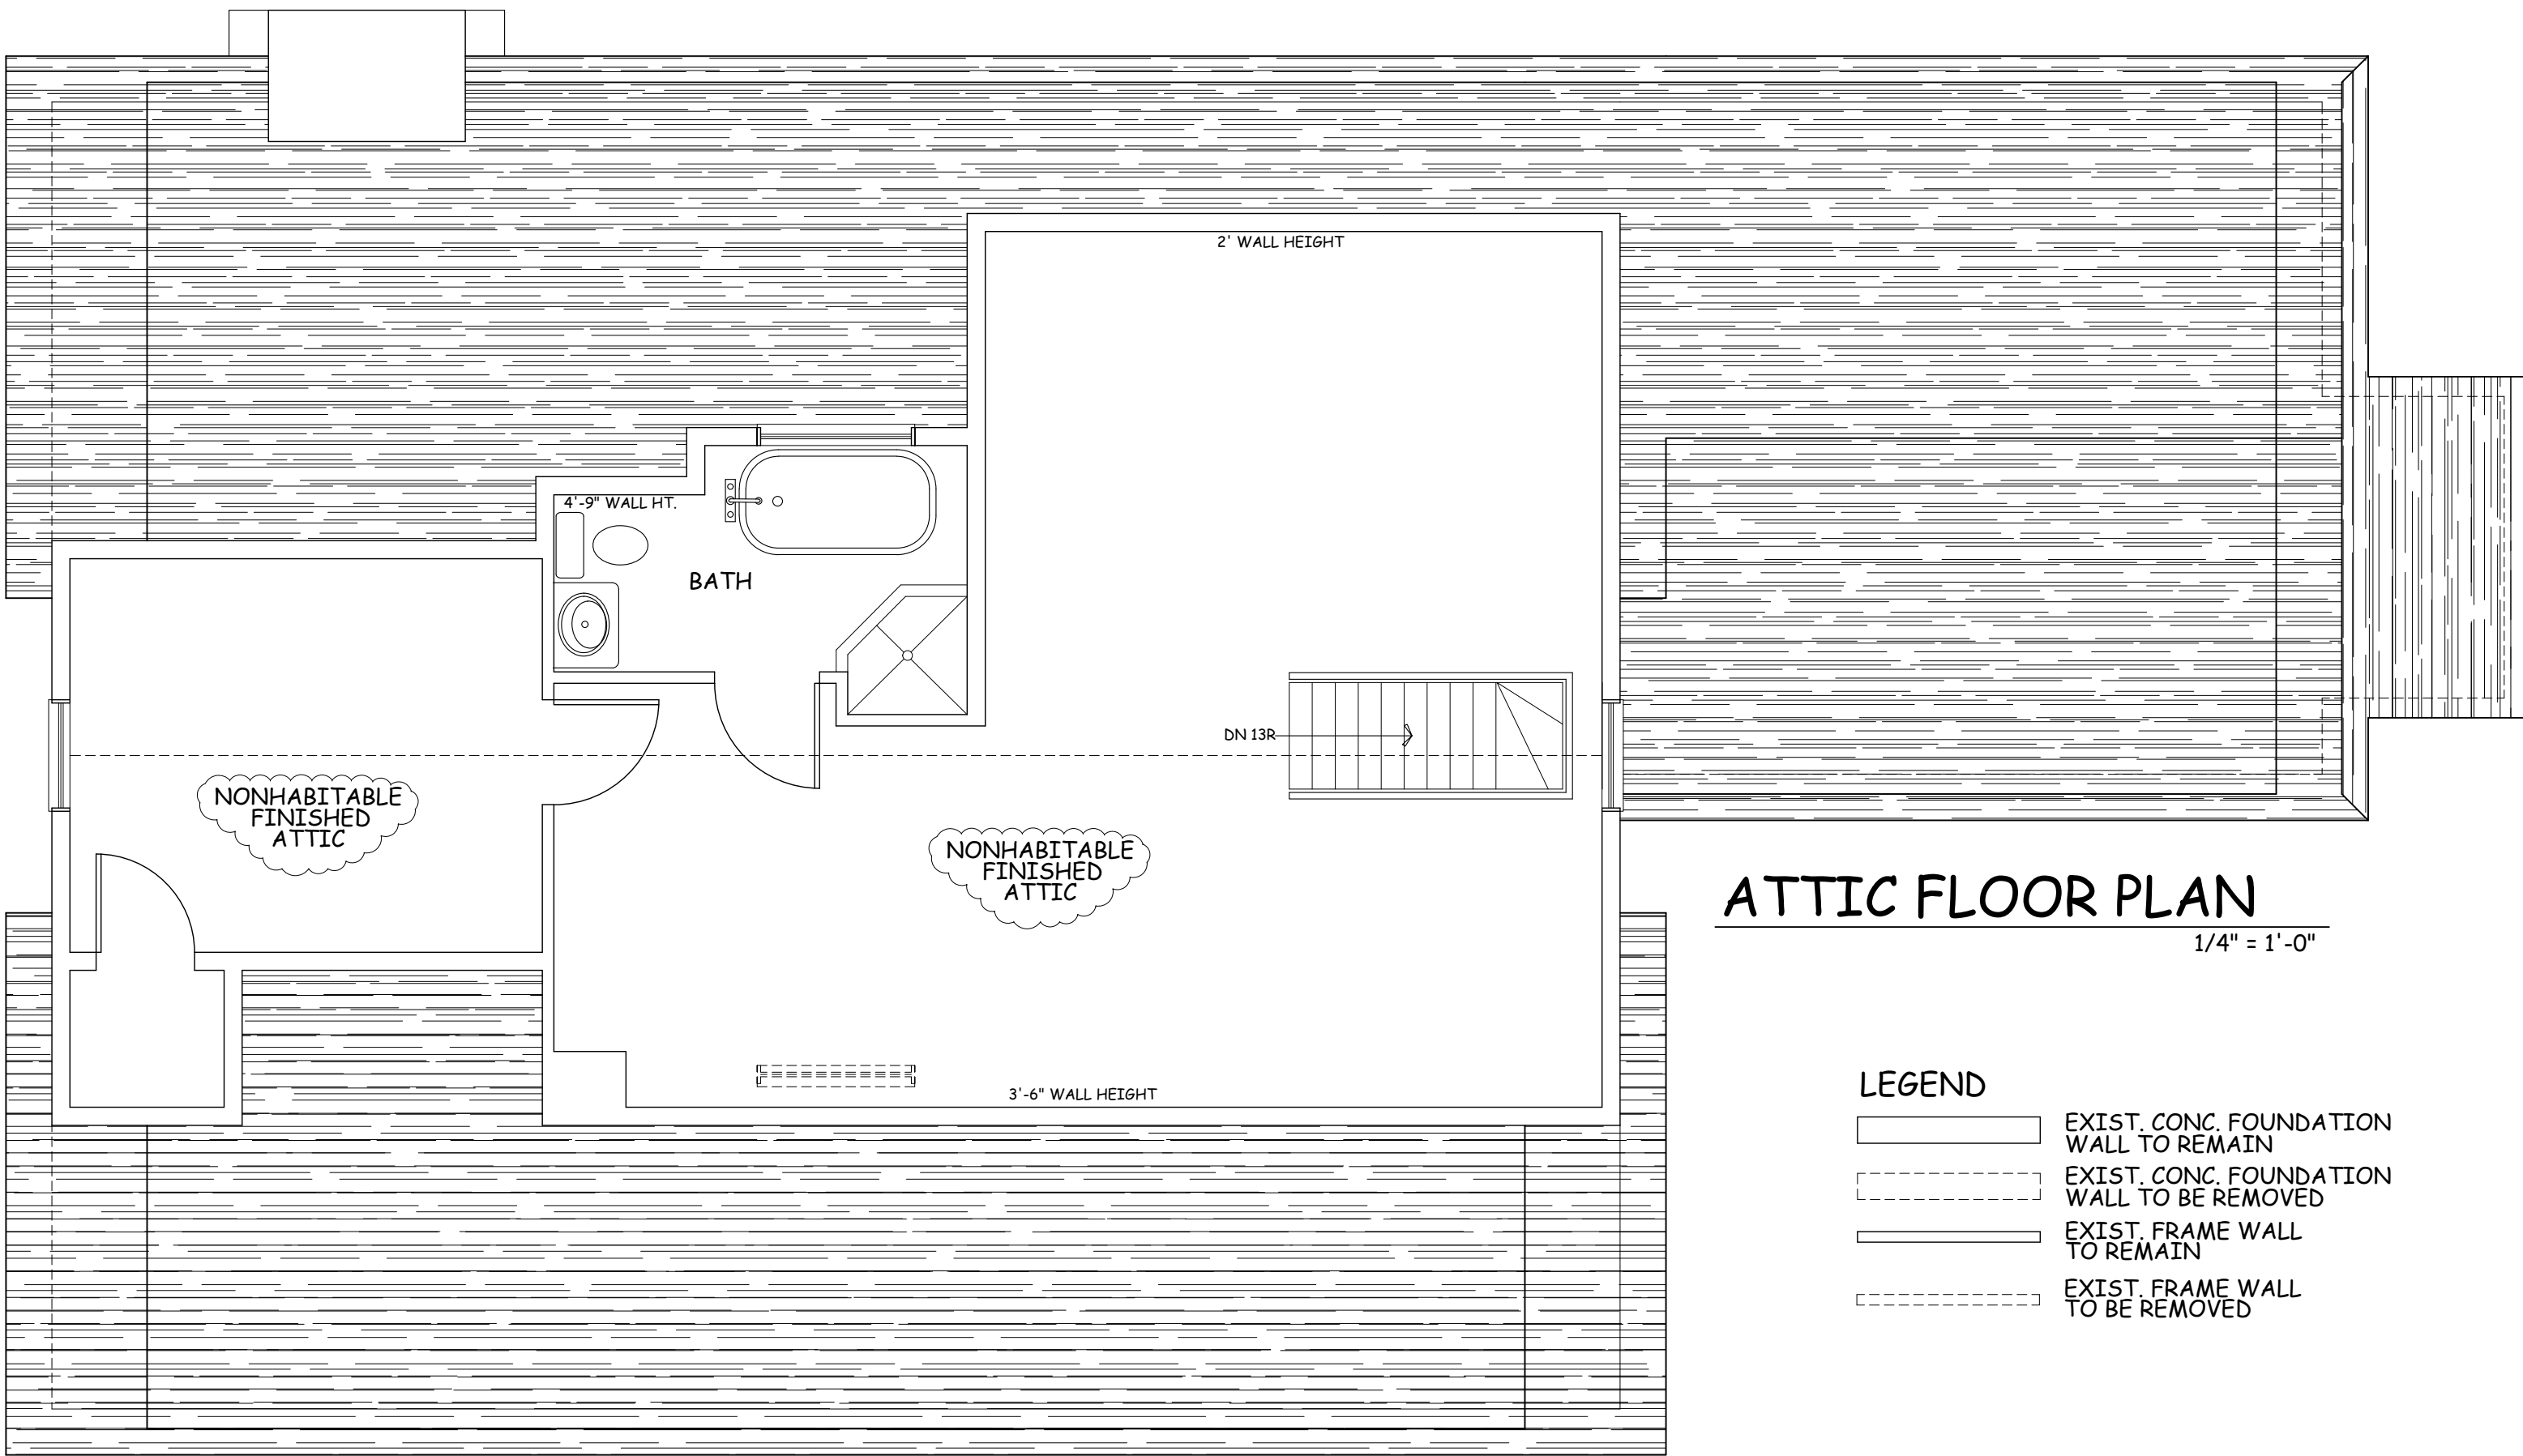 2' WALL HEIGHT
4'-9" WALL HT.
BATH
DN 13R
NONHABITABLE
FINISHED
ATTIC
NONHABITABLE
FINISHED
ATTIC
3'-6" WALL HEIGHT
ATTIC FLOOR PLAN
1/4" = 1'-0"
LEGEND
EXIST. CONC. FOUNDATION
WALL TO REMAIN
EXIST. CONC. FOUNDATION
WALL TO BE REMOVED
EXIST. FRAME WALL
TO REMAIN
EXIST. FRAME WALL
TO BE REMOVED